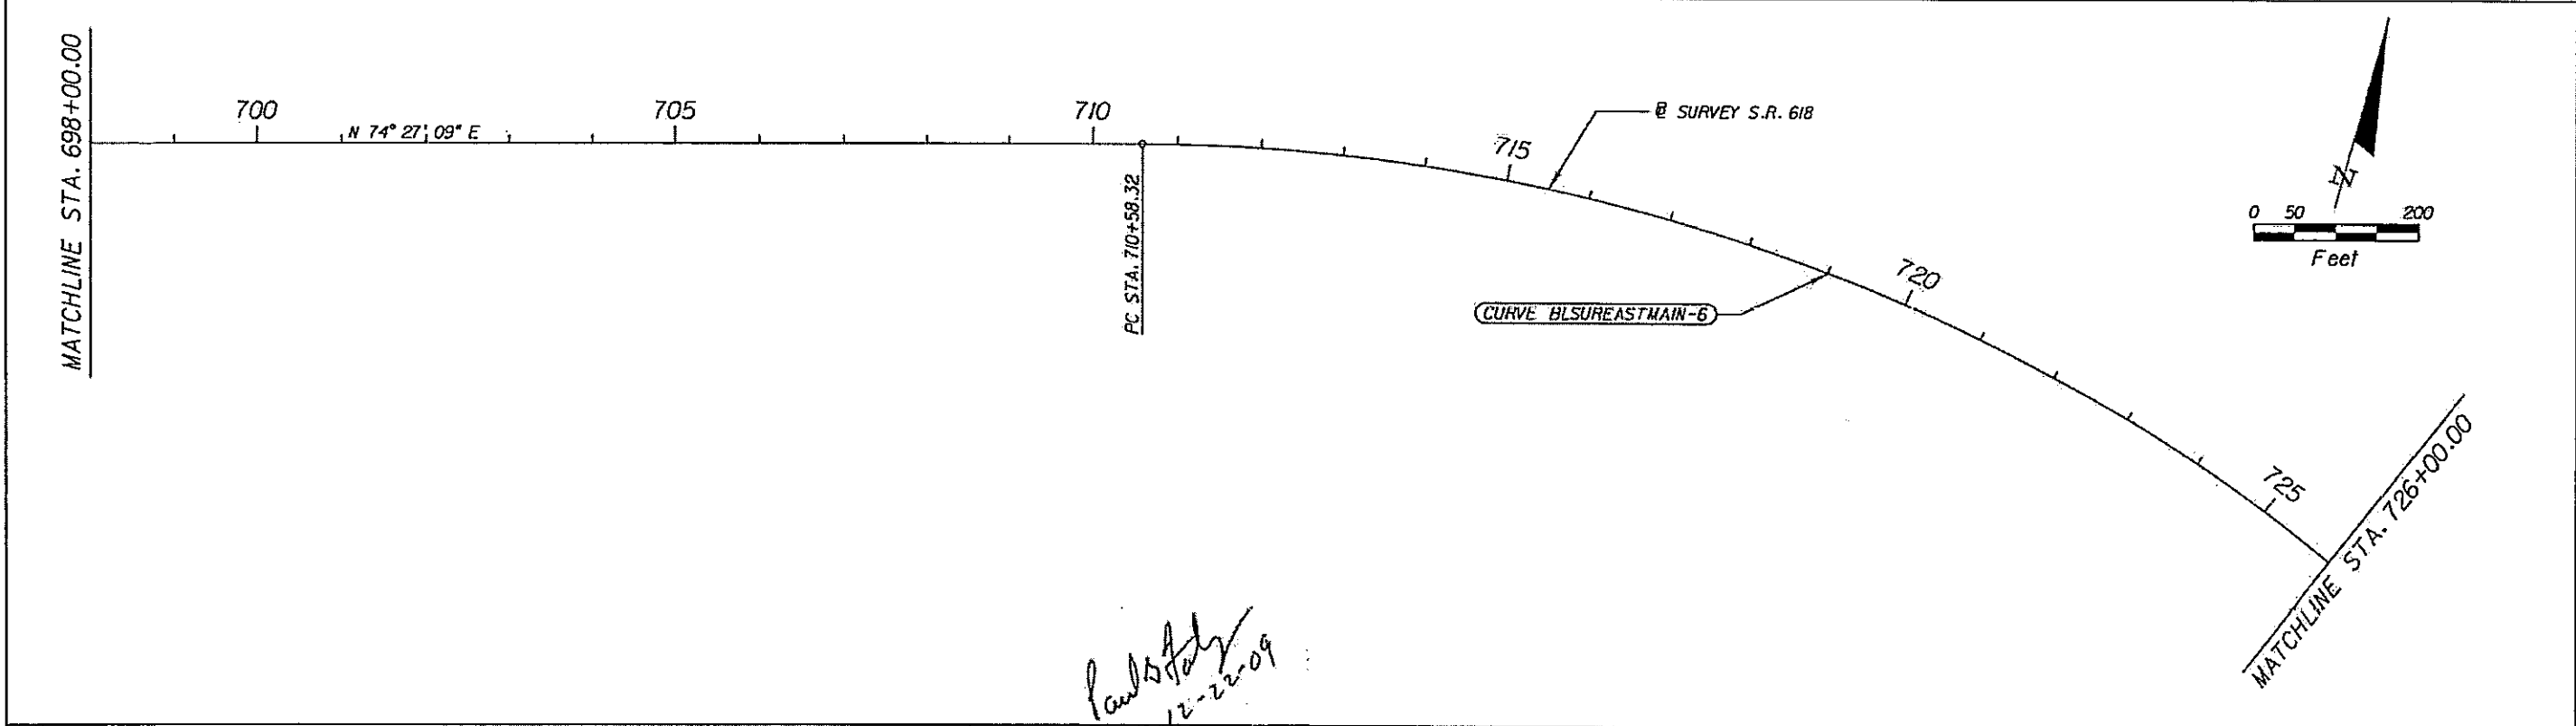 MATCHLINE STA. 698+00.00
700
705
710
N 74° 27' 09" E
PC STA. 710+58.32
715
SURVEY S.R. 618
CURVE BLSUREASTMAIN-6
720
725
MATCHLINE STA. 726+00.00
N
0 50 200
Feet
Paul
12-22-09